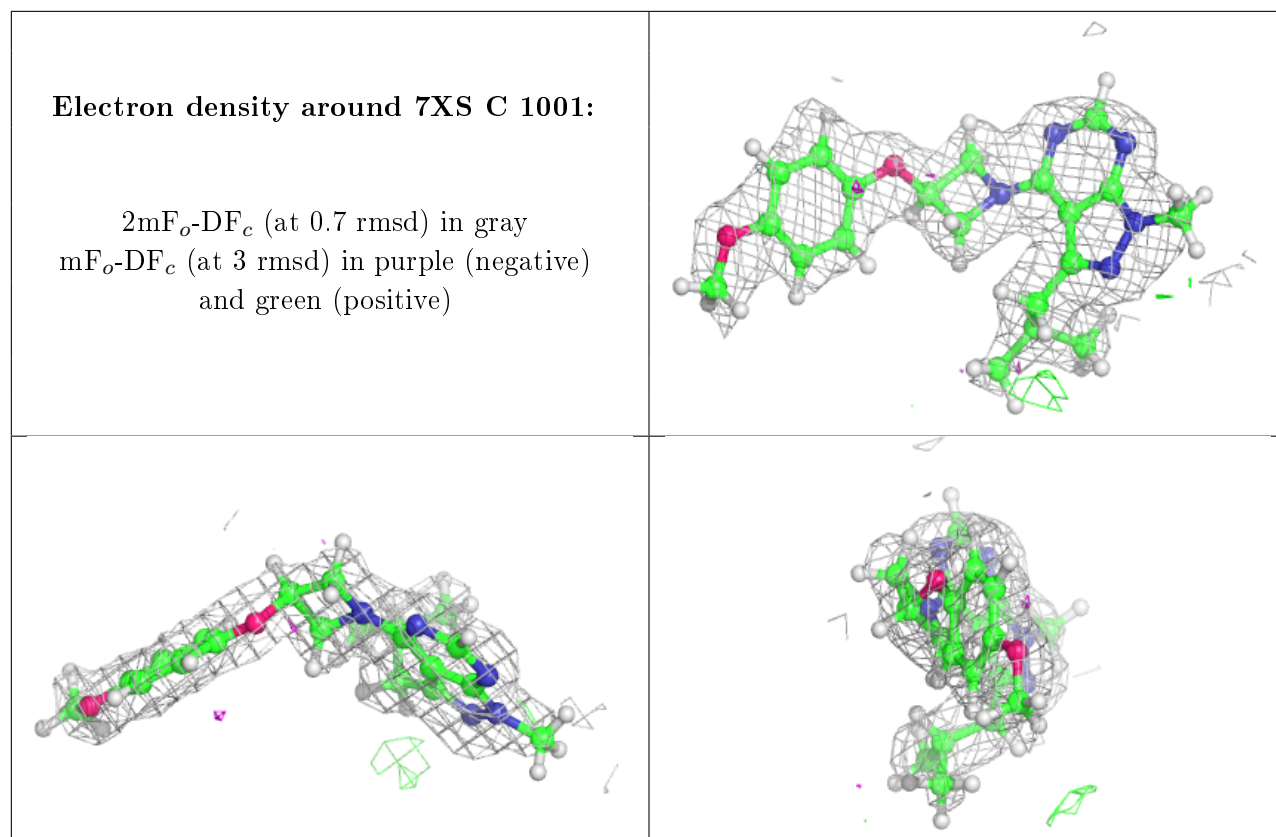 Electron density around 7XS C 1001:
2mFo-DFc (at 0.7 rmsd) in gray
mFo-DFc (at 3 rmsd) in purple (negative)
and green (positive)